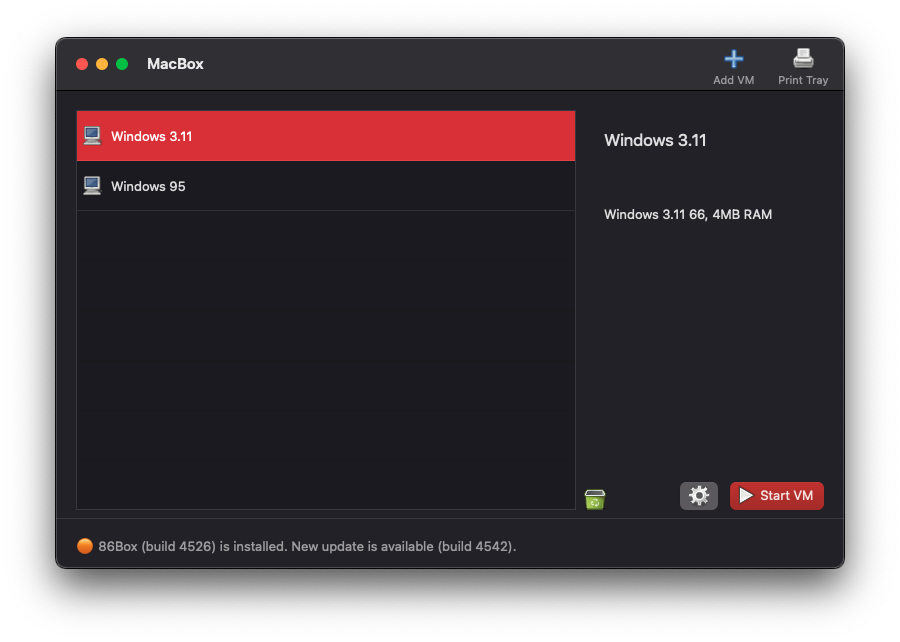 MacBox
Add VM
Print Tray
Windows 3.11
Windows 95
Windows 3.11
Windows 3.11 66, 4MB RAM
Start VM
86Box (build 4526) is installed. New update is available (build 4542).